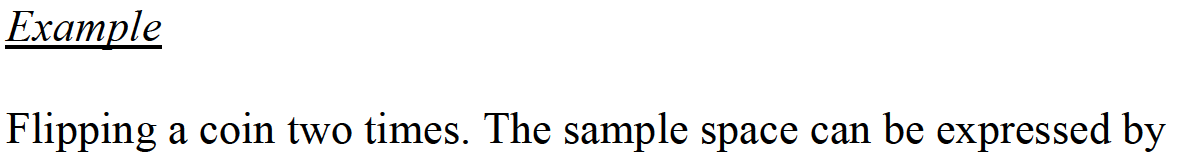 Example
Flipping a coin two times. The sample space can be expressed by